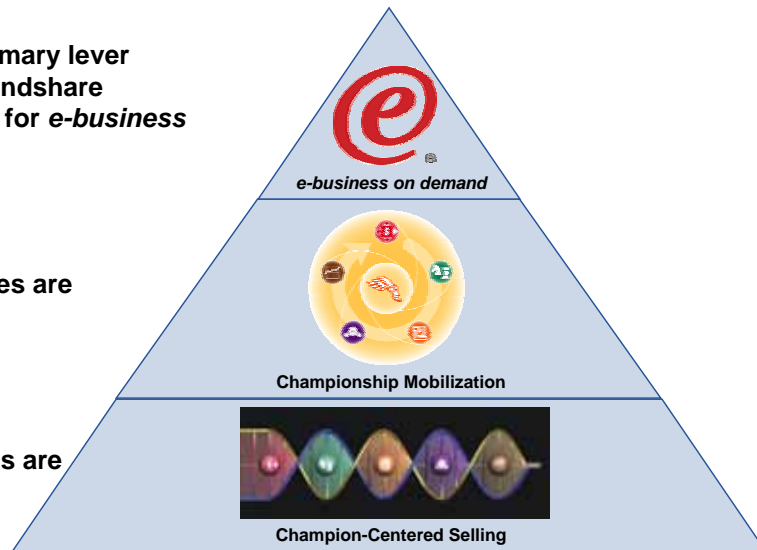 mary lever
ndshare
for e-business
e-business on demand
es are
Championship Mobilization
s are
Champion-Centered Selling